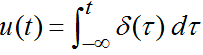 u(t) = ∫_{-∞}^{t} δ(τ) dτ